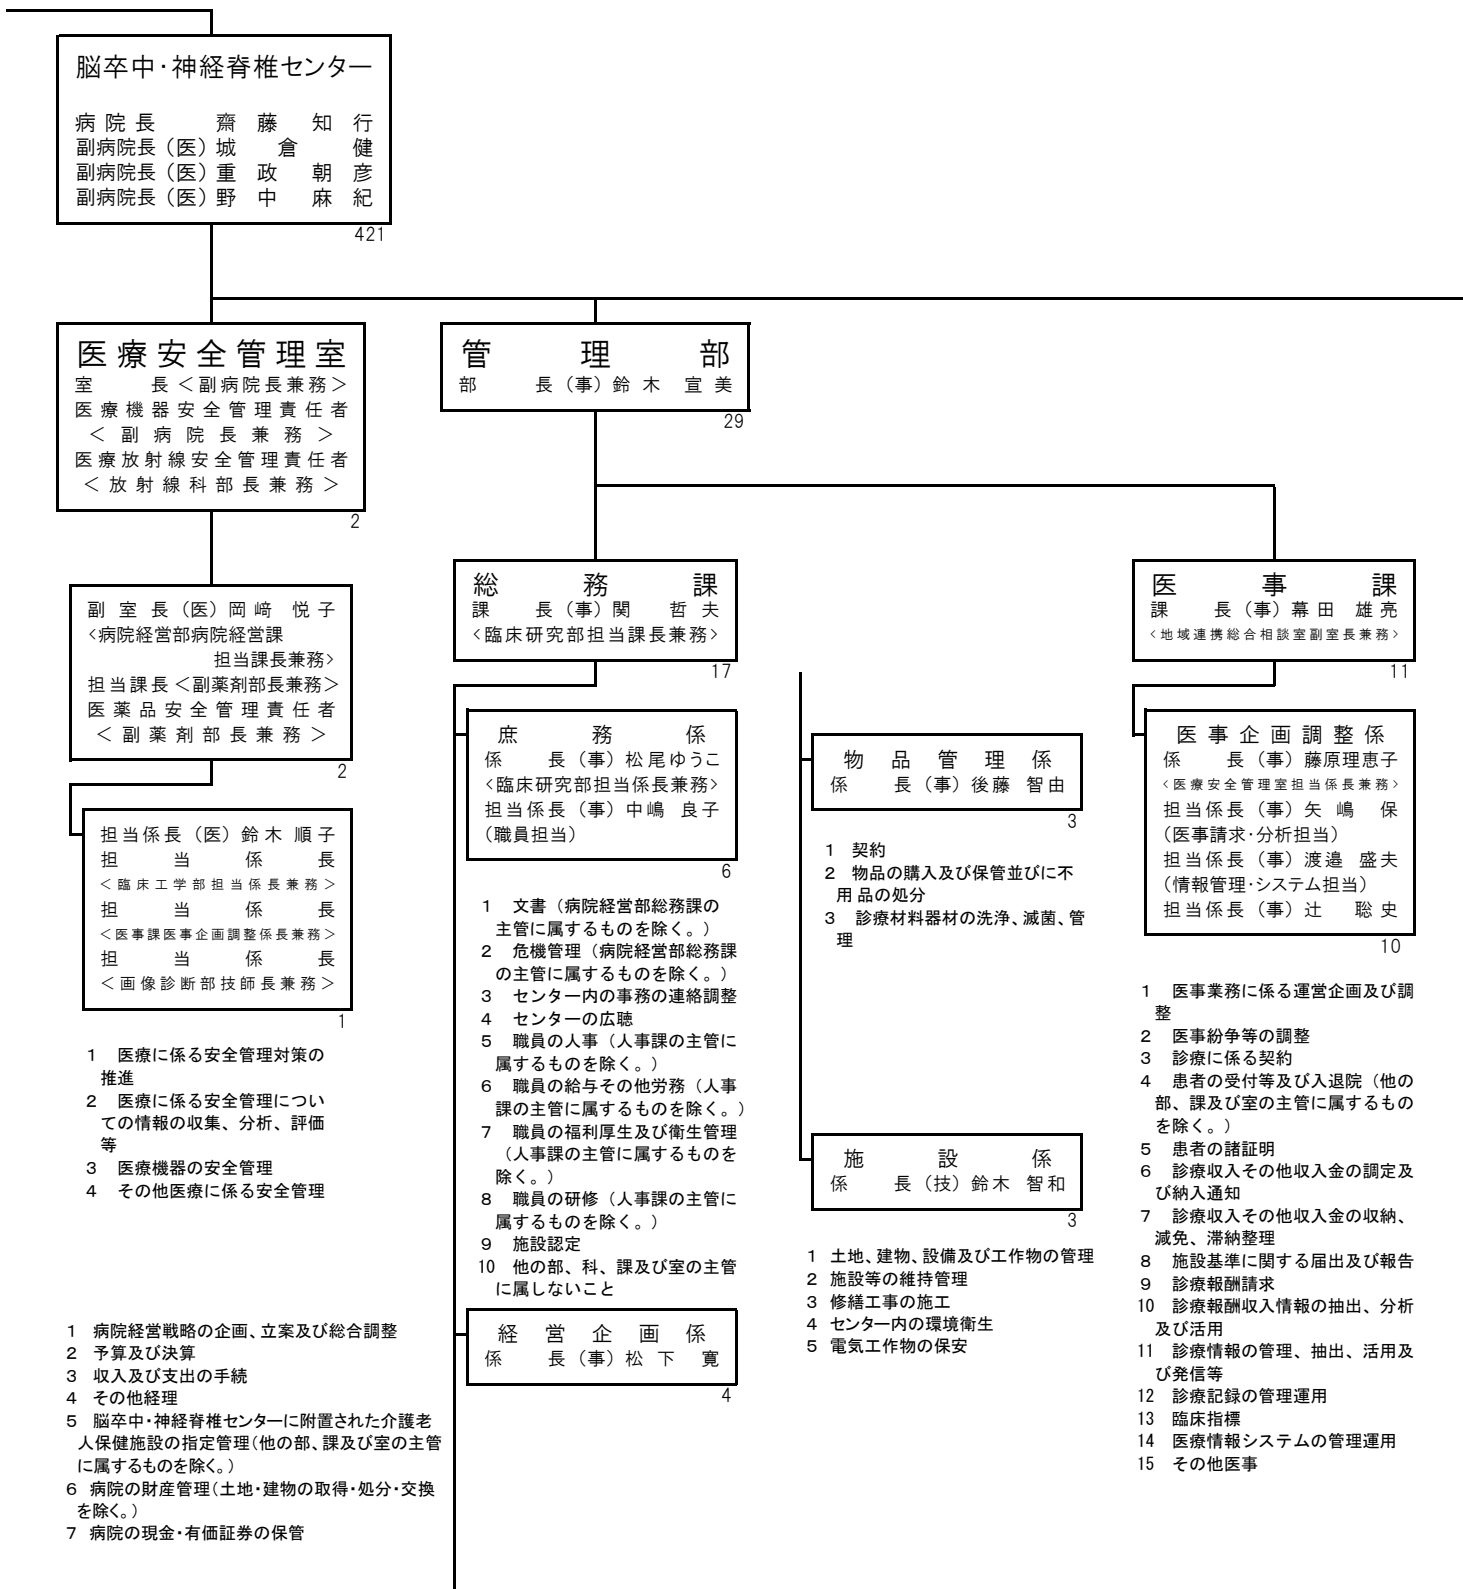 脳卒中・神経脊椎センター
病院長 齋藤知行
副病院長（医）城倉健
副病院長（医）重政朝彦
副病院長（医）野中麻紀
421
医療安全管理室
室長＜副病院長兼務＞
医療機器安全管理責任者
＜副病院長兼務＞
医療放射線安全管理責任者
＜放射線科部長兼務＞
2
副室長（医）岡﨑悦子
<病院経営部病院経営課
担当課長兼務>
担当課長＜副薬剤部長兼務＞
医薬品安全管理責任者
＜副薬剤部長兼務＞
2
担当係長（医）鈴木順子
担当係長
＜臨床工学部担当係長兼務＞
担当係長
＜医事課医事企画調整係長兼務＞
担当係長
＜画像診断部技師長兼務＞
1
1 医療に係る安全管理対策の
推進
2 医療に係る安全管理につい
ての情報の収集、分析、評価
等
3 医療機器の安全管理
4 その他医療に係る安全管理
管理部
部長（事）鈴木宣美
29
総務課
課長（事）関哲夫
<臨床研究部担当課長兼務>
17
庶務係
係長（事）松尾ゆうこ
<臨床研究部担当係長兼務>
担当係長（事）中嶋良子
(職員担当)
6
1 文書（病院経営部総務課の
主管に属するものを除く。）
2 危機管理（病院経営部総務課
の主管に属するものを除く。）
3 センター内の事務の連絡調整
4 センターの広聴
5 職員の人事（人事課の主管に
属するものを除く。）
6 職員の給与その他労務（人事
課の主管に属するものを除く。）
7 職員の福利厚生及び衛生管理
（人事課の主管に属するものを
除く。）
8 職員の研修（人事課の主管に
属するものを除く。）
9 施設認定
10 他の部、科、課及び室の主管
に属しないこと
経営企画係
係長（事）松下寛
4
1 病院経営戦略の企画、立案及び総合調整
2 予算及び決算
3 収入及び支出の手続
4 その他経理
5 脳卒中・神経脊椎センターに附置された介護老
人保健施設の指定管理(他の部、課及び室の主管
に属するものを除く。)
6 病院の財産管理(土地・建物の取得・処分・交換
を除く。)
7 病院の現金・有価証券の保管
物品管理係
係長（事）後藤智由
3
1 契約
2 物品の購入及び保管並びに不
用品の処分
3 診療材料器材の洗浄、滅菌、管
理
施設係
係長（技）鈴木智和
3
1 土地、建物、設備及び工作物の管理
2 施設等の維持管理
3 修繕工事の施工
4 センター内の環境衛生
5 電気工作物の保安
医事課
課長（事）幕田雄亮
<地域連携総合相談室副室長兼務>
11
医事企画調整係
係長（事）藤原理恵子
<医療安全管理室担当係長兼務>
担当係長（事）矢嶋保
(医事請求・分析担当)
担当係長（事）渡邉盛夫
(情報管理・システム担当)
担当係長（事）辻聡史
10
1 医事業務に係る運営企画及び調
整
2 医事紛争等の調整
3 診療に係る契約
4 患者の受付等及び入退院（他の
部、課及び室の主管に属するもの
を除く。）
5 患者の諸証明
6 診療収入その他収入金の調定及
び納入通知
7 診療収入その他収入金の収納、
減免、滞納整理
8 施設基準に関する届出及び報告
9 診療報酬請求
10 診療報酬収入情報の抽出、分析
及び活用
11 診療情報の管理、抽出、活用及
び発信等
12 診療記録の管理運用
13 臨床指標
14 医療情報システムの管理運用
15 その他医事